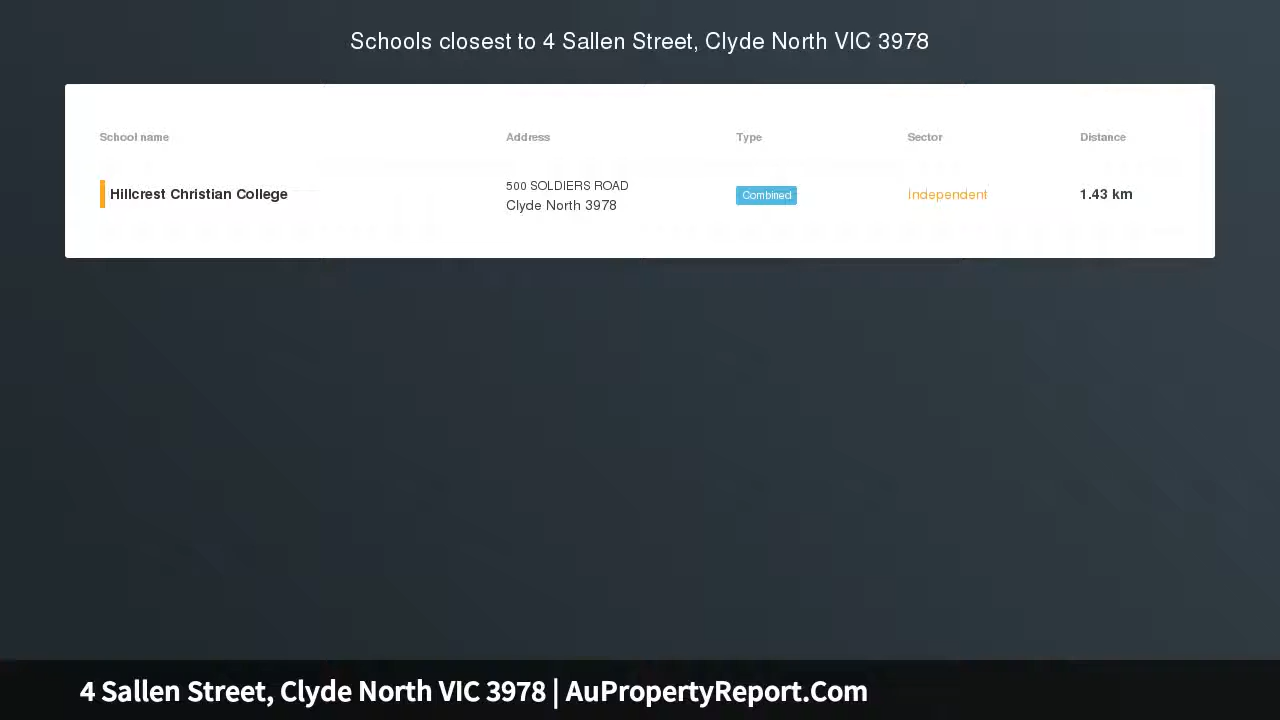 Schools closest to 4 Sallen Street, Clyde North VIC 3978
School name Address Type Sector Distance
Hillcrest Christian College 500 SOLDIERS ROAD Combined Independent 1.43 km
Clyde North 3978
4 Sallen Street, Clyde North VIC 3978 | AuPropertyReport.Com